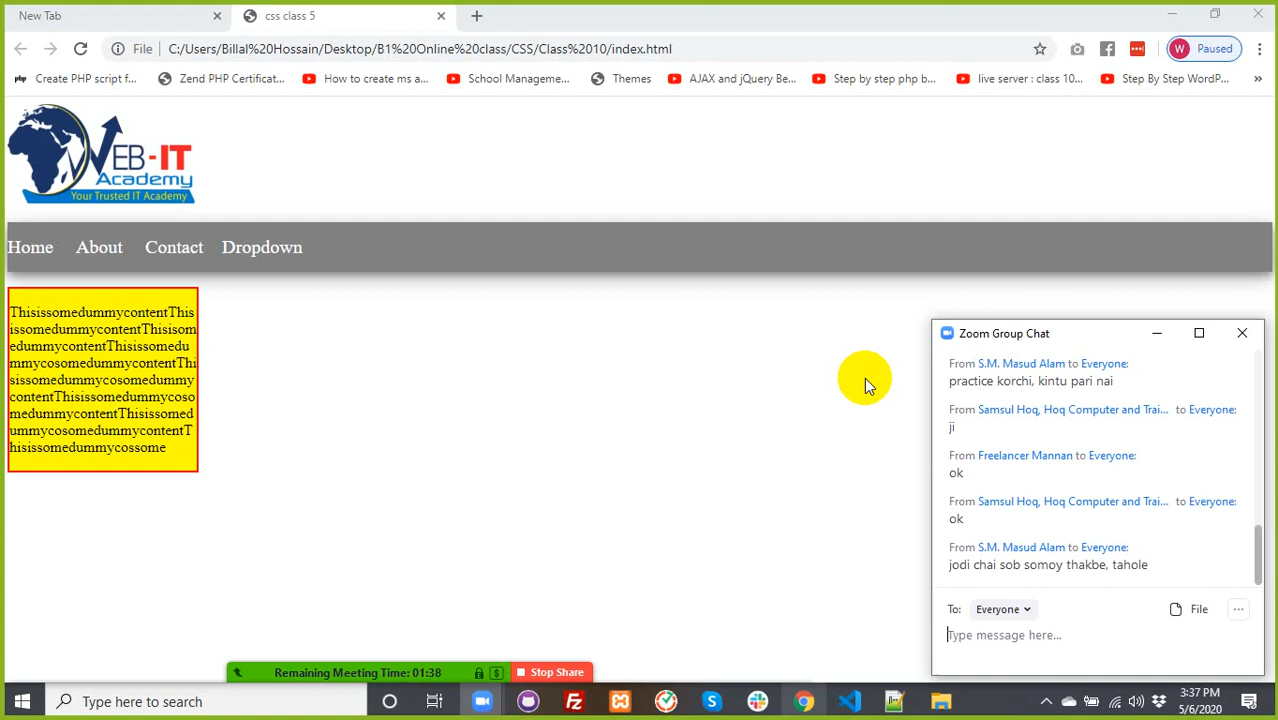 New Tab
css class 5
File
C:/Users/Billal%20Hossain/Desktop/B1%20Online%20class/CSS/Class%2010/index.html
W Paused
Create PHP script f...
Zend PHP Certificat...
How to create ms a...
School Manageme...
Themes
AJAX and jQuery Be...
Step by step php b...
live server : class 10...
Step By Step WordP...
WEB-IT
Academy
Your Trusted IT Academy
Home About Contact Dropdown
ThisissomedummycontentThis
issomedummycontentThisisom
edummycontentThisissomedu
mmycosomedummycontentThi
sissomedummycosomedummy
contentThisissomedummycoso
medummycontentThisissomed
ummycosomedummycontentT
hisissomedummycossome
Zoom Group Chat
From S.M. Masud Alam to Everyone:
practice korchi, kintu pari nai
From Samsul Hoq, Hoq Computer and Trai... to Everyone:
ji
From Freelancer Mannan to Everyone:
ok
From Samsul Hoq, Hoq Computer and Trai... to Everyone:
ok
From S.M. Masud Alam to Everyone:
jodi chai sob somoy thakbe, tahole
To: Everyone
File
Type message here...
Remaining Meeting Time: 01:38
Stop Share
Type here to search
3:37 PM
5/6/2020